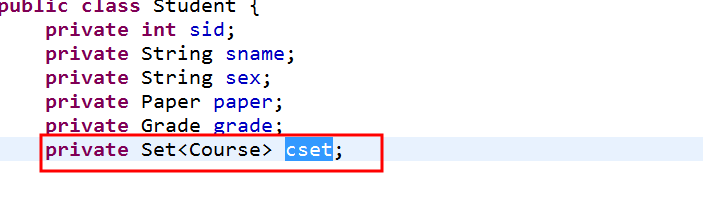 public class Student {
private int sid;
private String sname;
private String sex;
private Paper paper;
private Grade grade;
private Set<Course> cset;